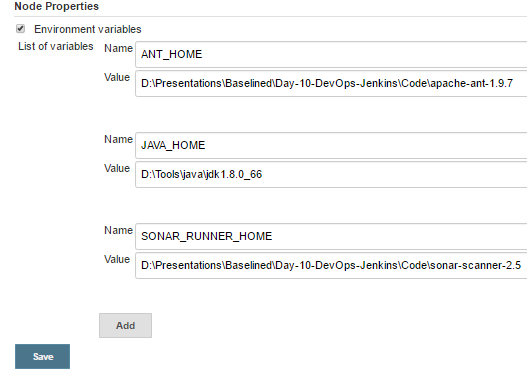 Node Properties
Environment variables
List of variables Name ANT_HOME
Value D:\Presentations\Baselined\Day-10-DevOps-Jenkins\Code\apache-ant-1.9.7
Name JAVA_HOME
Value D:\Tools\java\jdk1.8.0_66
Name SONAR_RUNNER_HOME
Value D:\Presentations\Baselined\Day-10-DevOps-Jenkins\Code\sonar-scanner-2.5
Add
Save